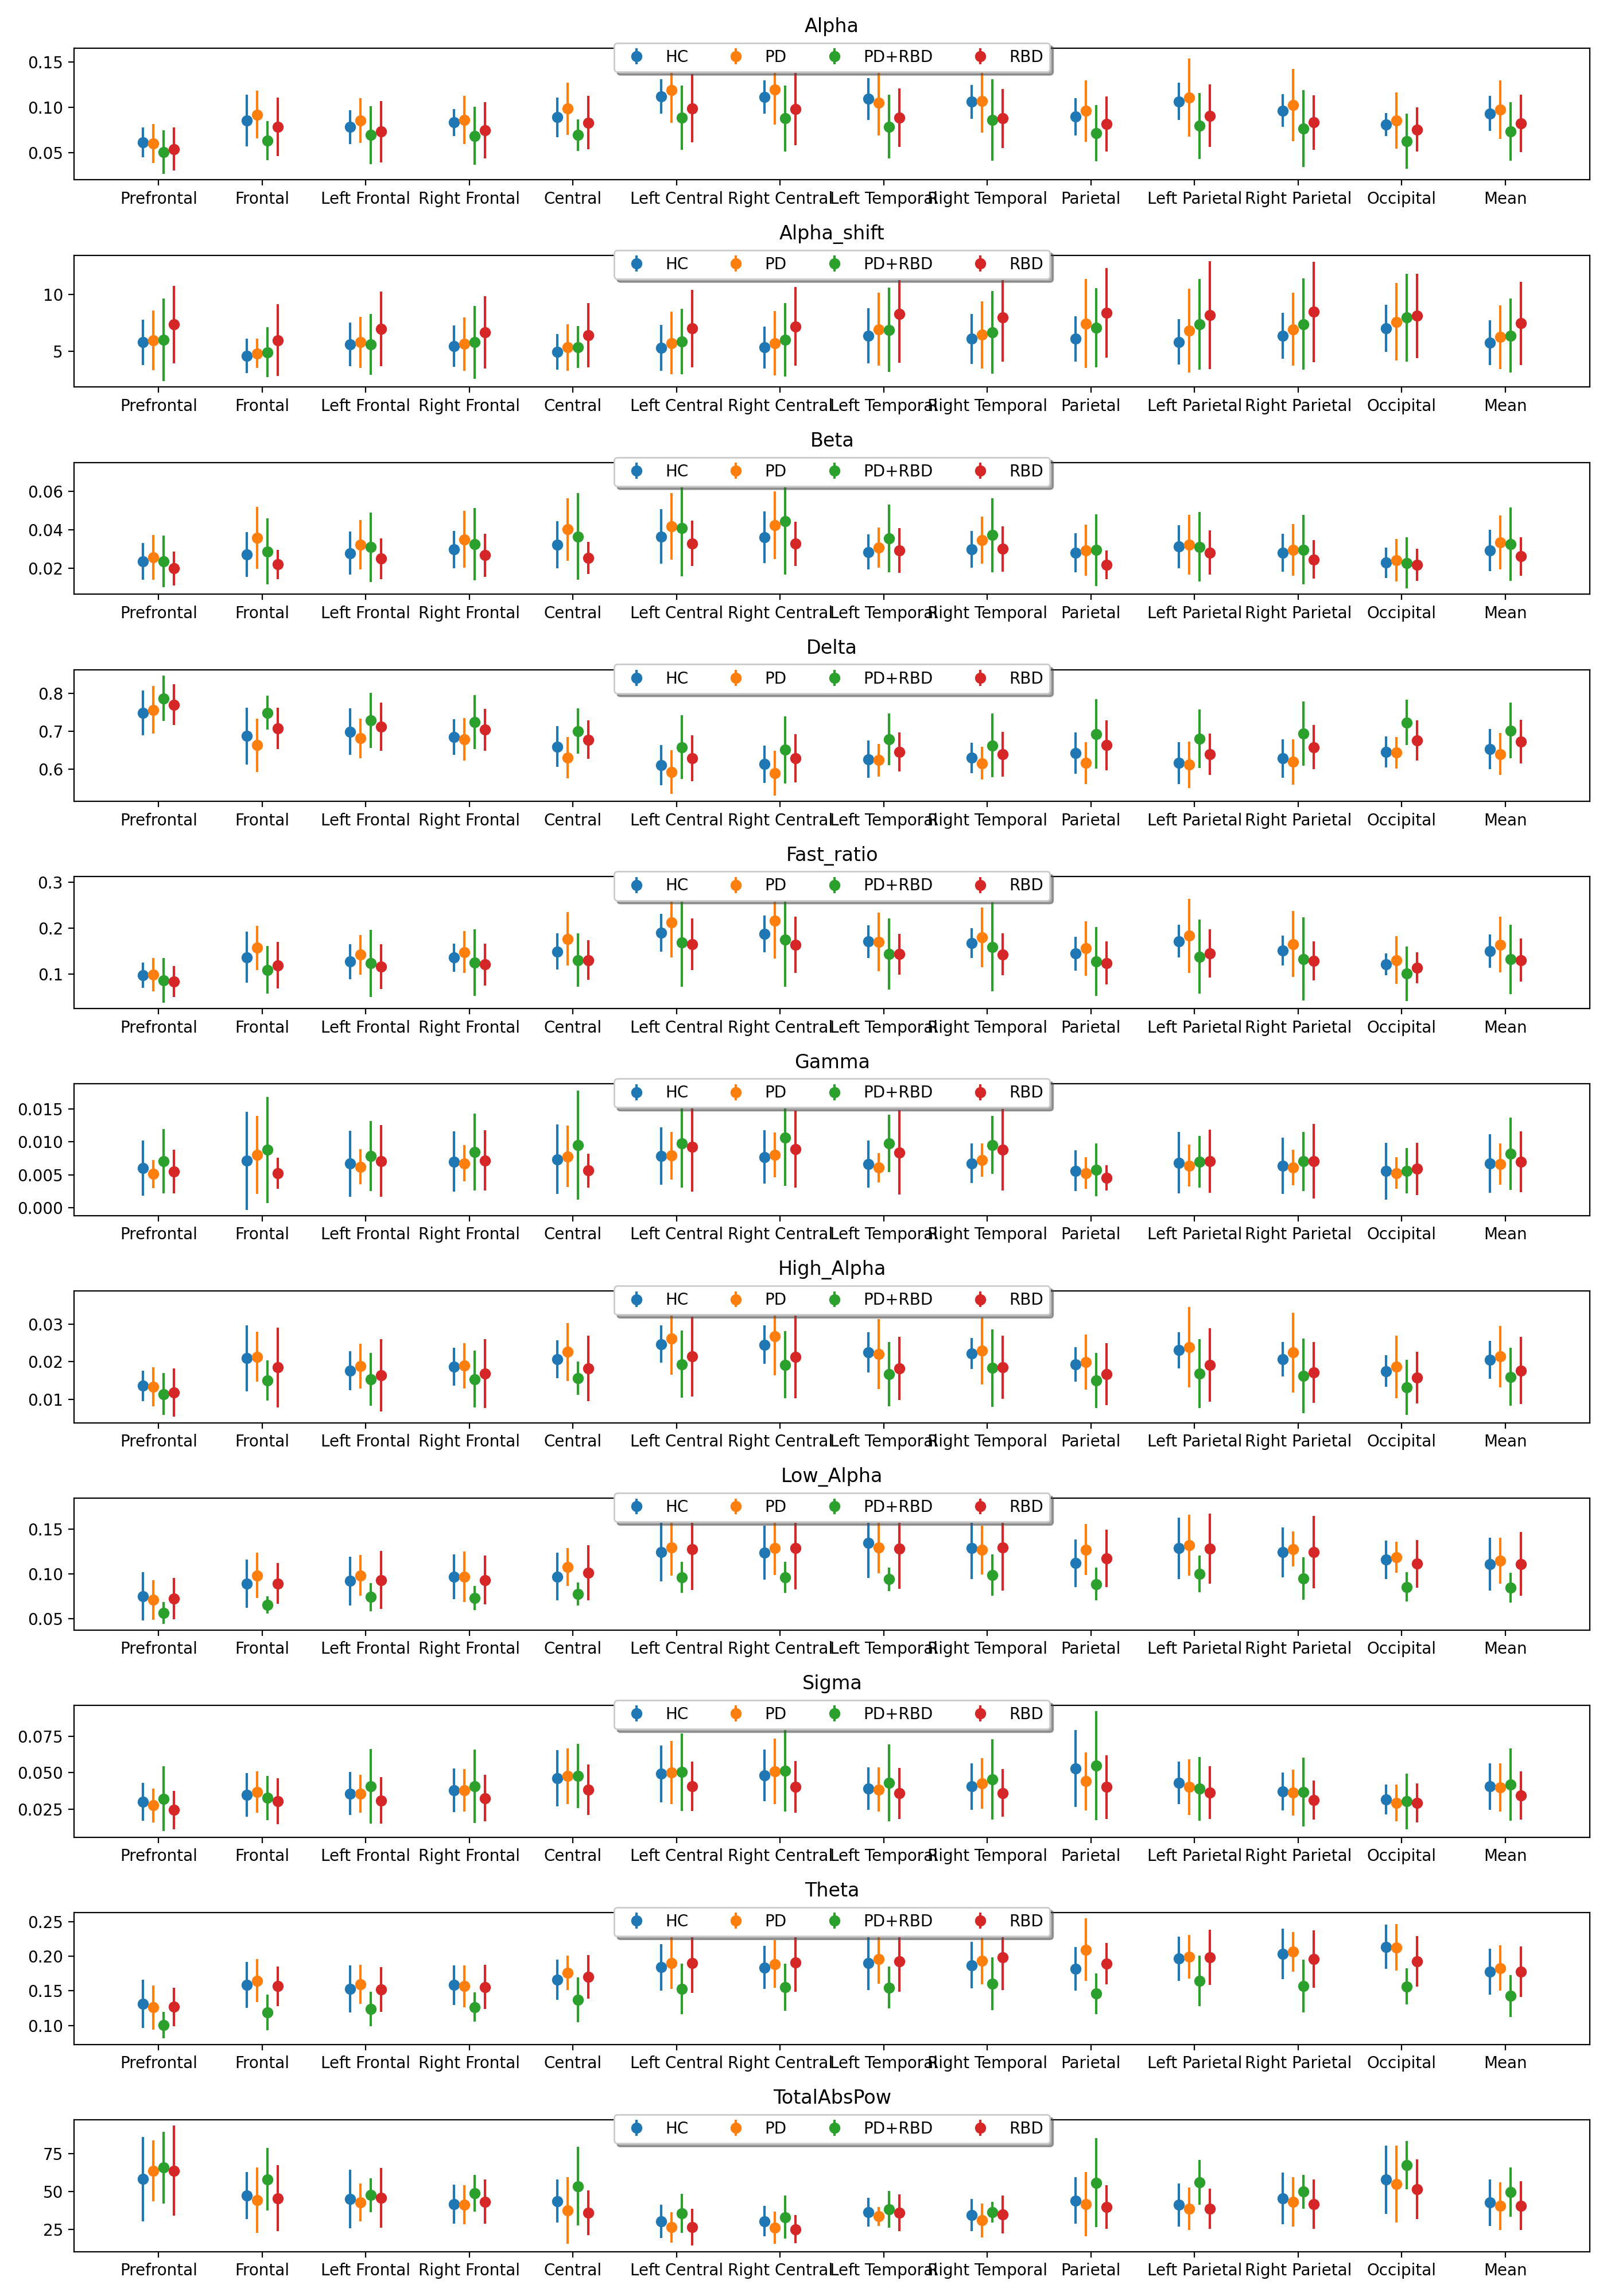 Alpha
HC PD PD+RBD RBD
0.15
0.10
0.05
Prefrontal Frontal Left Frontal Right Frontal Central Left Central Right Central Left Temporal Right Temporal Parietal Left Parietal Right Parietal Occipital Mean
Alpha_shift
HC PD PD+RBD RBD
10
5
Prefrontal Frontal Left Frontal Right Frontal Central Left Central Right Central Left Temporal Right Temporal Parietal Left Parietal Right Parietal Occipital Mean
Beta
HC PD PD+RBD RBD
0.06
0.04
0.02
Prefrontal Frontal Left Frontal Right Frontal Central Left Central Right Central Left Temporal Right Temporal Parietal Left Parietal Right Parietal Occipital Mean
Delta
HC PD PD+RBD RBD
0.8
0.7
0.6
Prefrontal Frontal Left Frontal Right Frontal Central Left Central Right Central Left Temporal Right Temporal Parietal Left Parietal Right Parietal Occipital Mean
Fast_ratio
HC PD PD+RBD RBD
0.3
0.2
0.1
Prefrontal Frontal Left Frontal Right Frontal Central Left Central Right Central Left Temporal Right Temporal Parietal Left Parietal Right Parietal Occipital Mean
Gamma
HC PD PD+RBD RBD
0.015
0.010
0.005
0.000
Prefrontal Frontal Left Frontal Right Frontal Central Left Central Right Central Left Temporal Right Temporal Parietal Left Parietal Right Parietal Occipital Mean
High_Alpha
HC PD PD+RBD RBD
0.03
0.02
0.01
Prefrontal Frontal Left Frontal Right Frontal Central Left Central Right Central Left Temporal Right Temporal Parietal Left Parietal Right Parietal Occipital Mean
Low_Alpha
HC PD PD+RBD RBD
0.15
0.10
0.05
Prefrontal Frontal Left Frontal Right Frontal Central Left Central Right Central Left Temporal Right Temporal Parietal Left Parietal Right Parietal Occipital Mean
Sigma
HC PD PD+RBD RBD
0.075
0.050
0.025
Prefrontal Frontal Left Frontal Right Frontal Central Left Central Right Central Left Temporal Right Temporal Parietal Left Parietal Right Parietal Occipital Mean
Theta
HC PD PD+RBD RBD
0.25
0.20
0.15
0.10
Prefrontal Frontal Left Frontal Right Frontal Central Left Central Right Central Left Temporal Right Temporal Parietal Left Parietal Right Parietal Occipital Mean
TotalAbsPow
HC PD PD+RBD RBD
75
50
25
Prefrontal Frontal Left Frontal Right Frontal Central Left Central Right Central Left Temporal Right Temporal Parietal Left Parietal Right Parietal Occipital Mean